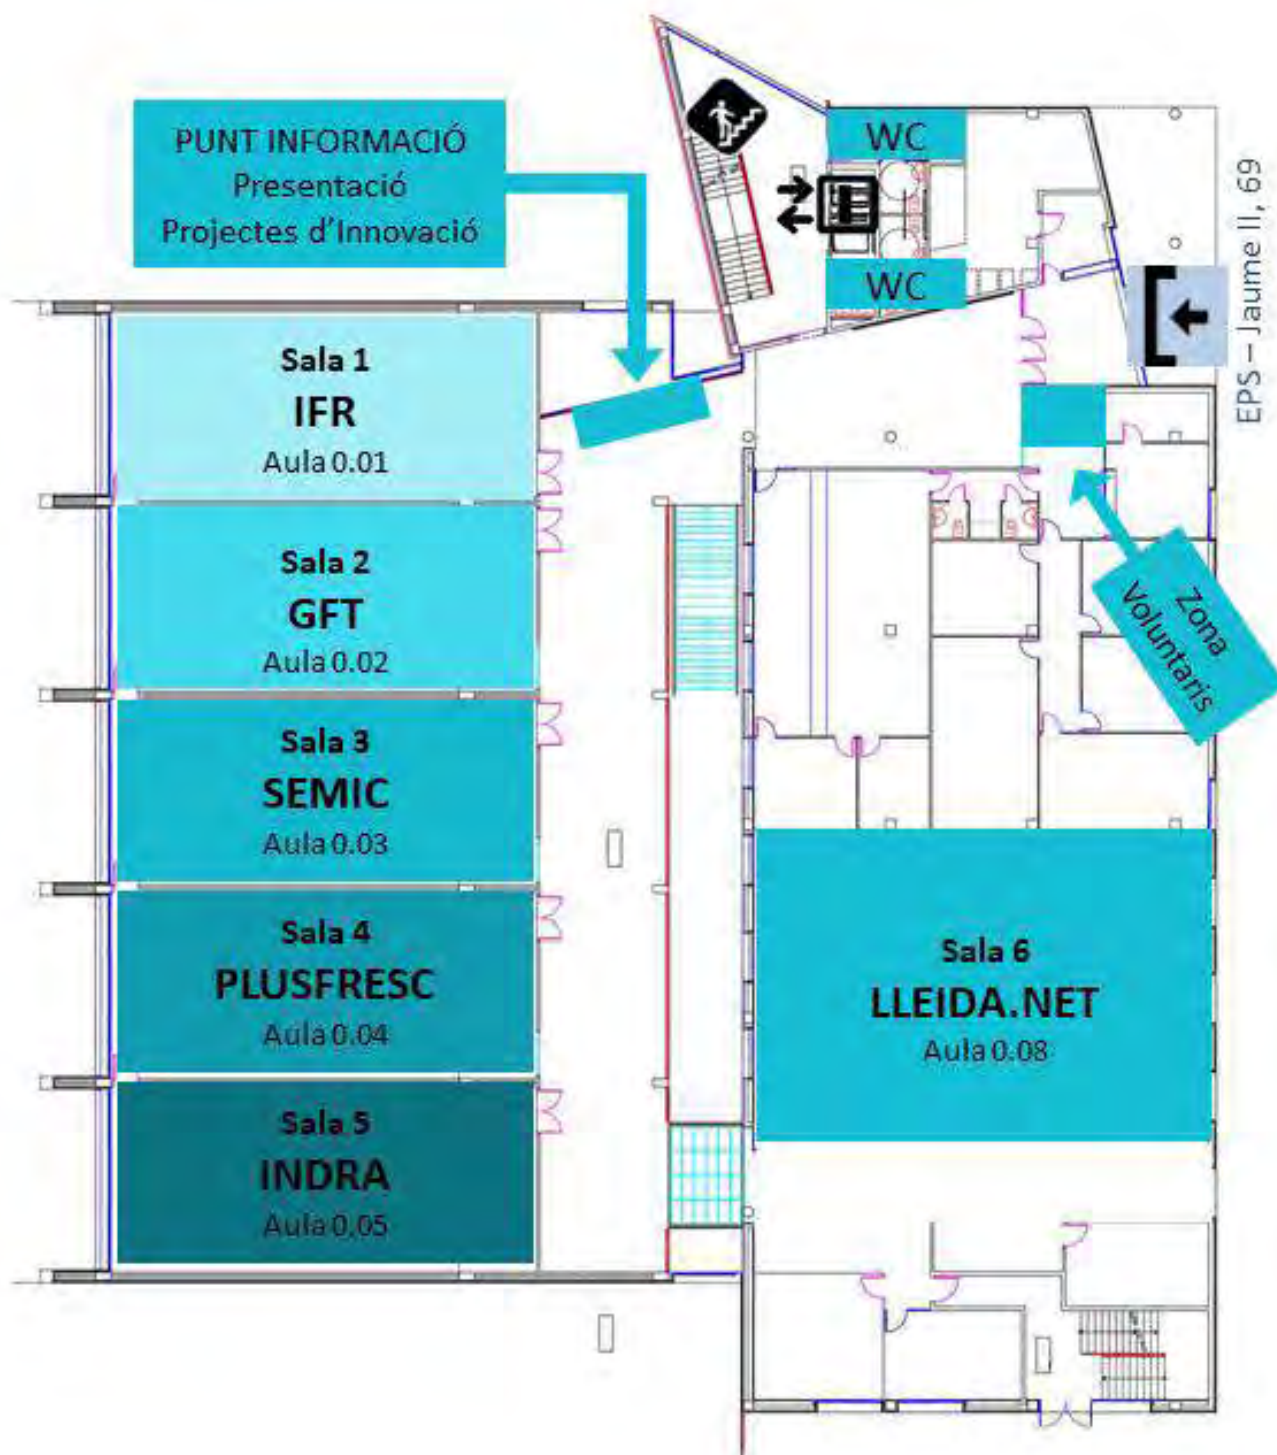 PUNT INFORMACIÓ
Presentació
Projectes d'Innovació
WC
WC
EPS – Jaume II, 69
Sala 1
IFR
Aula 0.01
Sala 2
GFT
Aula 0.02
Zona
Voluntaris
Sala 3
SEMIC
Aula 0.03
Sala 4
PLUSFRESC
Aula 0.04
Sala 6
LLEIDA.NET
Aula 0.08
Sala 5
INDRA
Aula 0.05